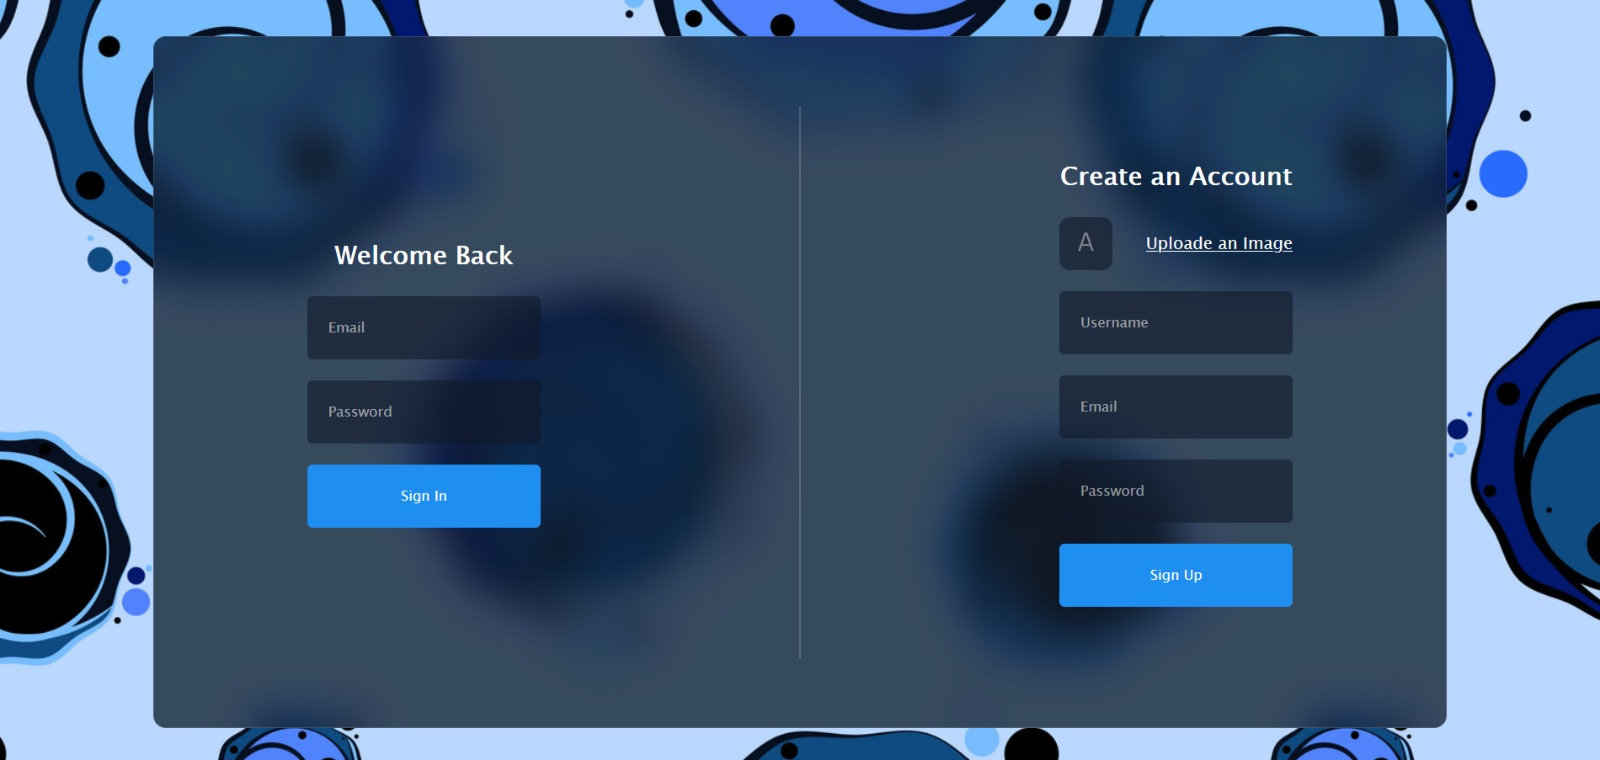 Welcome Back
Email
Password
Sign In
Create an Account
A
Uploade an Image
Username
Email
Password
Sign Up